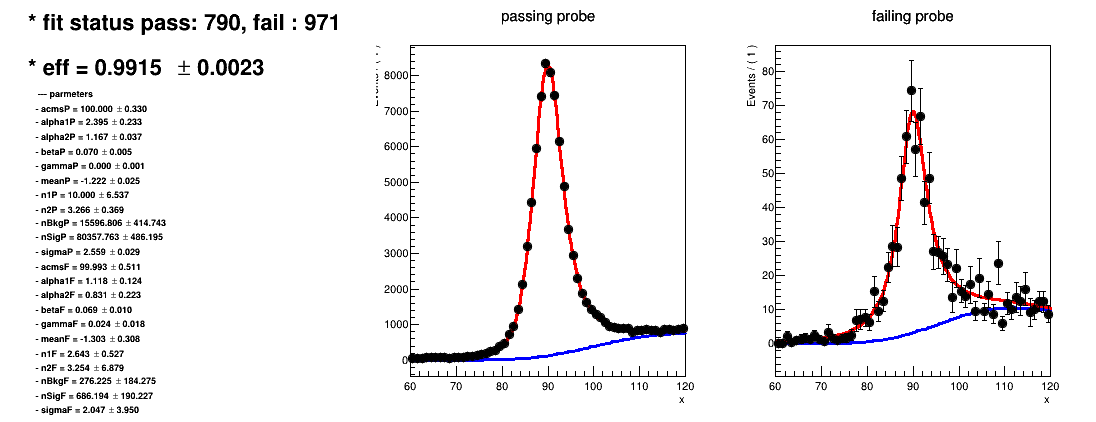 * fit status pass: 790, fail : 971
* eff = 0.9915 ± 0.0023
--- parmeters
- acmsP = 100.000 ± 0.330
- alpha1P = 2.395 ± 0.233
- alpha2P = 1.167 ± 0.037
- betaP = 0.070 ± 0.005
- gammaP = 0.000 ± 0.001
- meanP = -1.222 ± 0.025
- n1P = 10.000 ± 6.537
- n2P = 3.266 ± 0.369
- nBkgP = 15596.806 ± 414.743
- nSigP = 80357.763 ± 486.195
- sigmaP = 2.559 ± 0.029
- acmsF = 99.993 ± 0.511
- alpha1F = 1.118 ± 0.124
- alpha2F = 0.831 ± 0.223
- betaF = 0.069 ± 0.010
- gammaF = 0.024 ± 0.018
- meanF = -1.303 ± 0.308
- n1F = 2.643 ± 0.527
- n2F = 3.254 ± 6.879
- nBkgF = 276.225 ± 184.275
- nSigF = 686.194 ± 190.227
- sigmaF = 2.047 ± 3.950
passing probe
8000
7000
6000
5000
4000
3000
2000
1000
0
60 70 80 90 100 110 120
x
failing probe
Events / ( 1 )
80
70
60
50
40
30
20
10
0
60 70 80 90 100 110 120
x